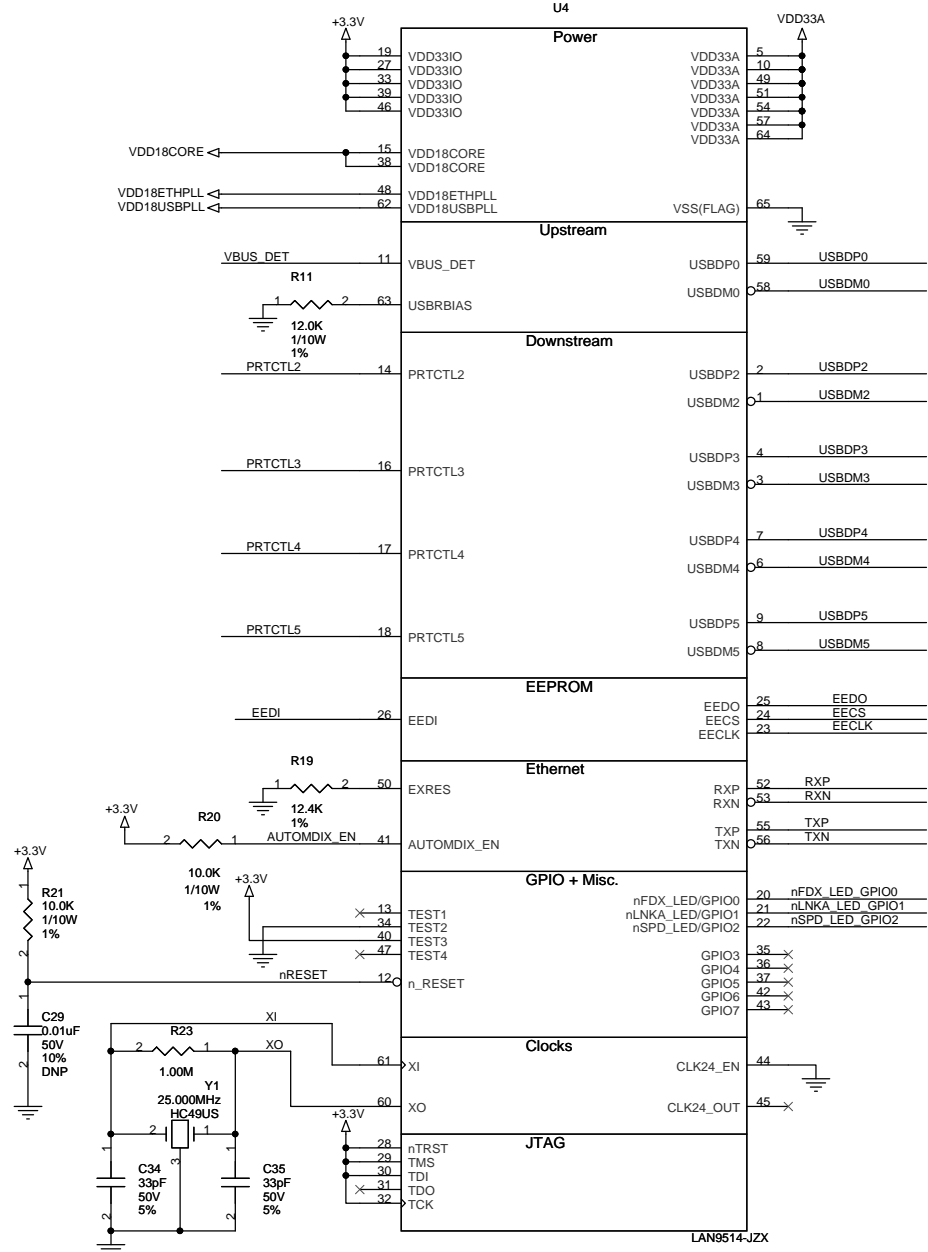 U4
+3.3V
VDD33A
Power
19 VDD33IO VDD33A 5
27 VDD33IO VDD33A 10
33 VDD33IO VDD33A 49
39 VDD33IO VDD33A 51
46 VDD33IO VDD33A 54
VDD33A 57
VDD33A 64
VDD18CORE 15 VDD18CORE
38 VDD18CORE
VDD18ETHPLL 48 VDD18ETHPLL
VDD18USBPLL 62 VDD18USBPLL VSS(FLAG) 65
Upstream
VBUS_DET 11 VBUS_DET USBDP0 59 USBDP0
USBDM0 58 USBDM0
R11
1 2 63 USBRBIAS
12.0K
1/10W
1%
Downstream
PRTCTL2 14 PRTCTL2 USBDP2 2 USBDP2
USBDM2 1 USBDM2
PRTCTL3 16 PRTCTL3 USBDP3 4 USBDP3
USBDM3 3 USBDM3
PRTCTL4 17 PRTCTL4 USBDP4 7 USBDP4
USBDM4 6 USBDM4
PRTCTL5 18 PRTCTL5 USBDP5 9 USBDP5
USBDM5 8 USBDM5
EEPROM
EEDI 26 EEDI EEDO 25 EEDO
EECS 24 EECS
EECLK 23 EECLK
Ethernet
R19
1 2 50 EXRES RXP 52 RXP
12.4K
1%
RXN 53 RXN
+3.3V
R20
2 1 AUTOMDIX_EN 41 AUTOMDIX_EN
10.0K
1/10W
1%
TXP 55 TXP
TXN 56 TXN
GPIO + Misc.
+3.3V
13 TEST1
34 TEST2
40 TEST3
47 TEST4
nFDX_LED/GPIO0 20 nFDX_LED_GPIO0
nLNKA_LED/GPIO1 21 nLNKA_LED_GPIO1
nSPD_LED/GPIO2 22 nSPD_LED_GPIO2
GPIO3 35
GPIO4 36
GPIO5 37
GPIO6 42
GPIO7 43
+3.3V
1
R21
10.0K
1/10W
1%
2
nRESET 12 n_RESET
1
C29
0.01uF
50V
10%
DNP
2
Clocks
XI 61 XI CLK24_EN 44
XO 60 XO CLK24_OUT 45
R23
2 1
1.00M
Y1
25.000MHz
HC49US
2 1
3
1
C34
33pF
50V
5%
2
1
C35
33pF
50V
5%
2
JTAG
+3.3V
28 nTRST
29 TMS
30 TDI
31 TDO
32 TCK
LAN9514-JZX